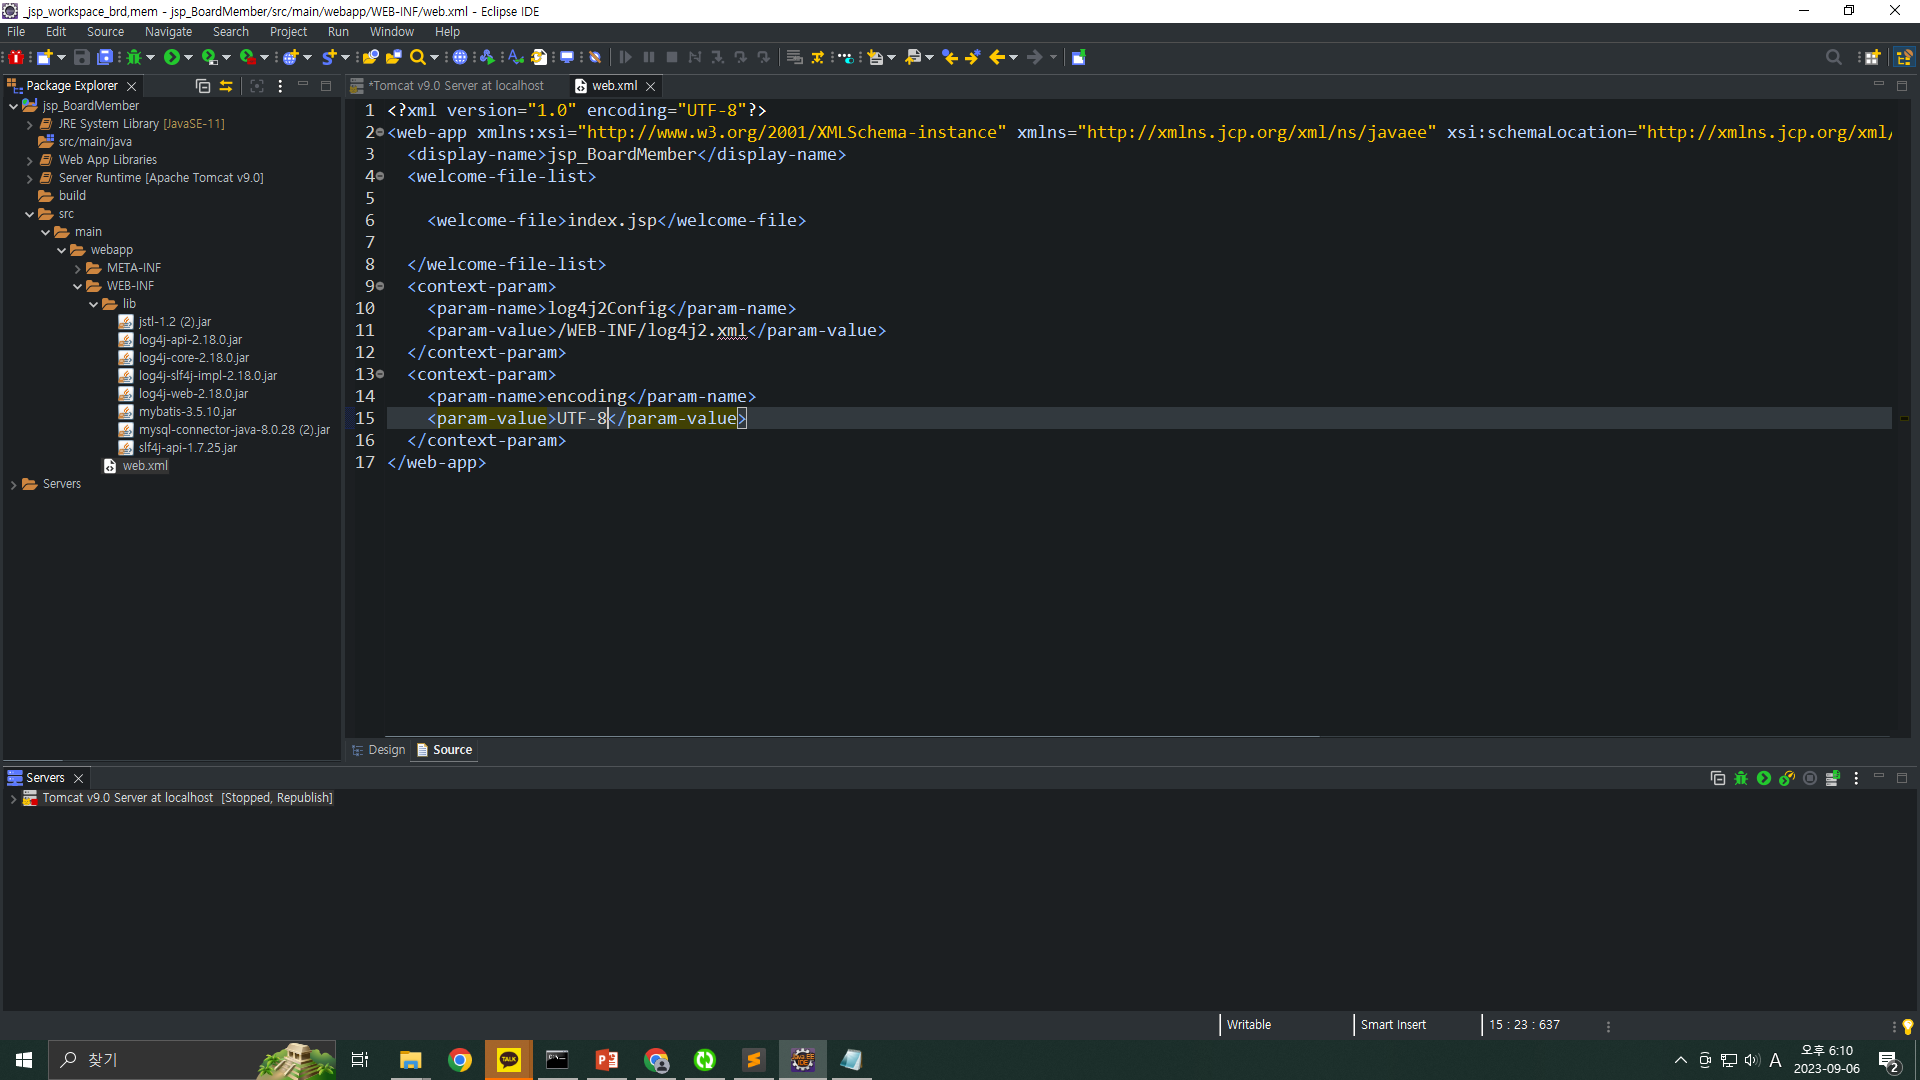 _jsp_workspace_brd,mem - jsp_BoardMember/src/main/webapp/WEB-INF/web.xml - Eclipse IDE
File Edit Source Navigate Search Project Run Window Help
Package Explorer
jsp_BoardMember
JRE System Library [JavaSE-11]
src/main/java
Web App Libraries
Server Runtime [Apache Tomcat v9.0]
build
src
main
webapp
META-INF
WEB-INF
lib
jstl-1.2 (2).jar
log4j-api-2.18.0.jar
log4j-core-2.18.0.jar
log4j-slf4j-impl-2.18.0.jar
log4j-web-2.18.0.jar
mybatis-3.5.10.jar
mysql-connector-java-8.0.28 (2).jar
slf4j-api-1.7.25.jar
web.xml
Servers
*Tomcat v9.0 Server at localhost
web.xml
1 <?xml version="1.0" encoding="UTF-8"?>
2 <web-app xmlns:xsi="http://www.w3.org/2001/XMLSchema-instance" xmlns="http://xmlns.jcp.org/xml/ns/javaee" xsi:schemaLocation="http://xmlns.jcp.org/xml/
3 <display-name>jsp_BoardMember</display-name>
4 <welcome-file-list>
5
6 <welcome-file>index.jsp</welcome-file>
7
8 </welcome-file-list>
9 <context-param>
10 <param-name>log4j2Config</param-name>
11 <param-value>/WEB-INF/log4j2.xml</param-value>
12 </context-param>
13 <context-param>
14 <param-name>encoding</param-name>
15 <param-value>UTF-8</param-value>
16 </context-param>
17 </web-app>
Design Source
Servers
Tomcat v9.0 Server at localhost [Stopped, Republish]
Writable Smart Insert 15 : 23 : 637
찾기
TALK
A
오후 6:10
2023-09-06
2